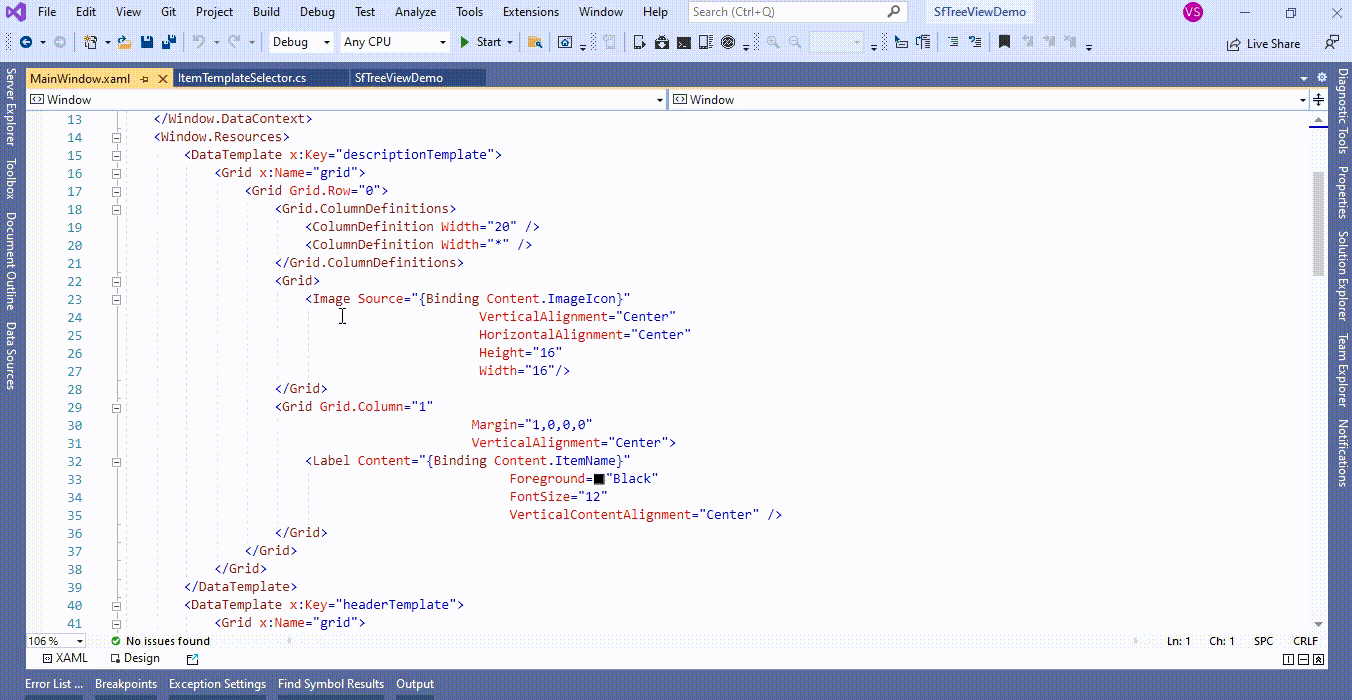 File Edit View Git Project Build Debug Test Analyze Tools Extensions Window Help Search (Ctrl+Q) SfTreeViewDemo VS
Debug Any CPU Start Live Share
MainWindow.xaml ItemTemplateSelector.cs SfTreeViewDemo
Window Window
13 </Window.DataContext>
14 <Window.Resources>
15 <DataTemplate x:Key="descriptionTemplate">
16 <Grid x:Name="grid">
17 <Grid Grid.Row="0">
18 <Grid.ColumnDefinitions>
19 <ColumnDefinition Width="20" />
20 <ColumnDefinition Width="*" />
21 </Grid.ColumnDefinitions>
22 <Grid>
23 <Image Source="{Binding Content.ImageIcon}"
24 VerticalAlignment="Center"
25 HorizontalAlignment="Center"
26 Height="16"
27 Width="16"/>
28 </Grid>
29 <Grid Grid.Column="1"
30 Margin="1,0,0,0"
31 VerticalAlignment="Center">
32 <Label Content="{Binding Content.ItemName}"
33 Foreground="Black"
34 FontSize="12"
35 VerticalContentAlignment="Center" />
36 </Grid>
37 </Grid>
38 </Grid>
39 </DataTemplate>
40 <DataTemplate x:Key="headerTemplate">
41 <Grid x:Name="grid">
106 % No issues found Ln: 1 Ch: 1 SPC CRLF
XAML Design
Error List ... Breakpoints Exception Settings Find Symbol Results Output
Server Explorer
Toolbox
Document Outline
Data Sources
Diagnostic Tools
Properties
Solution Explorer
Team Explorer
Notifications